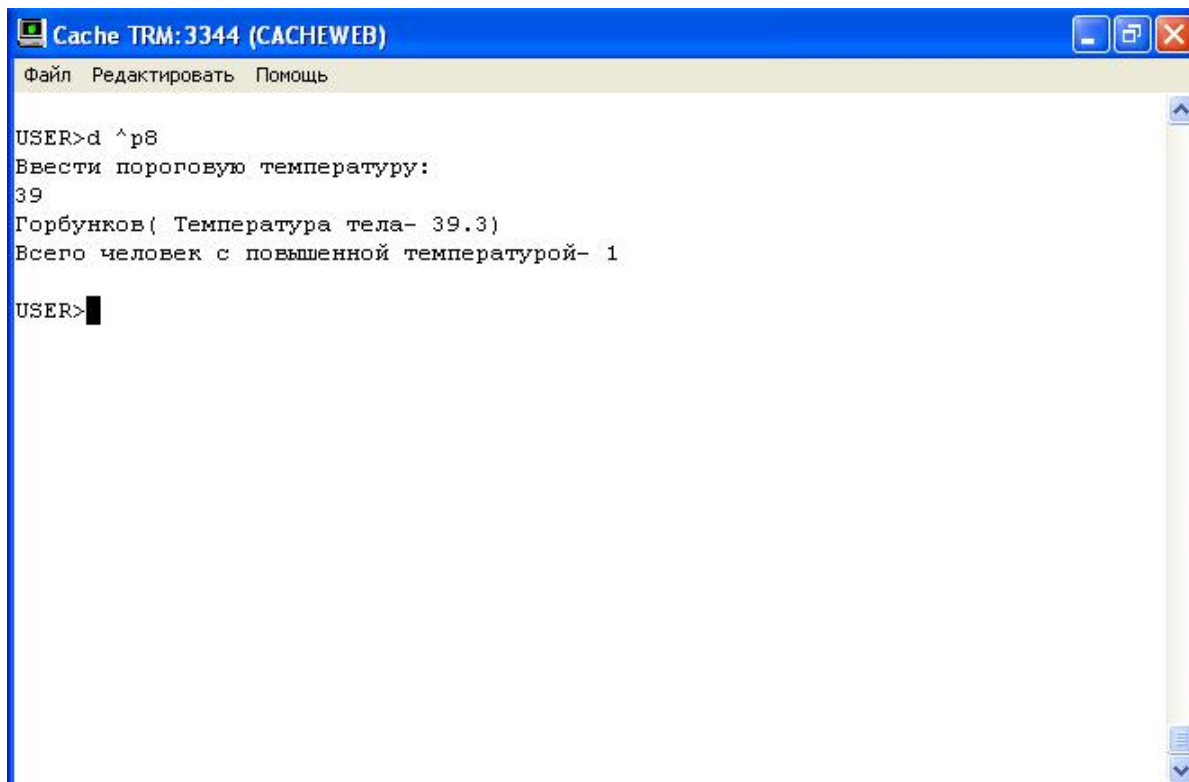 Cache TRM:3344 (CACHEWEB)
Файл Редактировать Помощь
USER>d ^p8
Ввести пороговую температуру:
39
Горбунков( Температура тела- 39.3)
Всего человек с повышенной температурой- 1
USER>